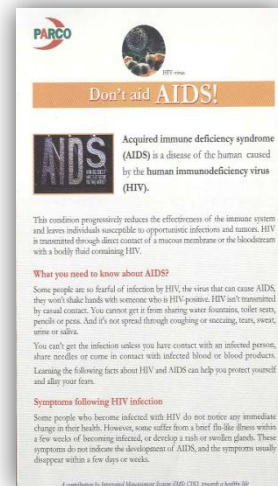 PARCO
HIV virus
Don't aid AIDS!
AIDS
Acquired immune deficiency syndrome
(AIDS) is a disease of the human caused
by the human immunodeficiency virus
(HIV).
This condition progressively reduces the effectiveness of the immune system
and leaves individuals susceptible to opportunistic infections and tumors. HIV
is transmitted through direct contact of a mucous membrane or the bloodstream
with a bodily fluid containing HIV.
What you need to know about AIDS?
Some people are so fearful of infection by HIV, the virus that can cause AIDS,
they won't shake hands with someone who is HIV-positive. HIV isn't transmitted
by casual contact. You cannot get it from sharing water fountains, toilet seats,
pencils or pens. And it's not spread through coughing or sneezing, tears, sweat,
urine or saliva.
You can't get the infection unless you have contact with an infected person,
share needles or come in contact with infected blood or blood products.
Learning the following facts about HIV and AIDS can help you protect yourself
and allay your fears.
Symptoms following HIV infection
Some people who become infected with HIV do not notice any immediate
change in their health. However, some suffer from a brief flu-like illness within
a few weeks of becoming infected, or develop a rash or swollen glands. These
symptoms do not indicate the development of AIDS, and the symptoms usually
disappear within a few days or weeks.
A contribution by Integrated Management System (IMS) towards a healthy life